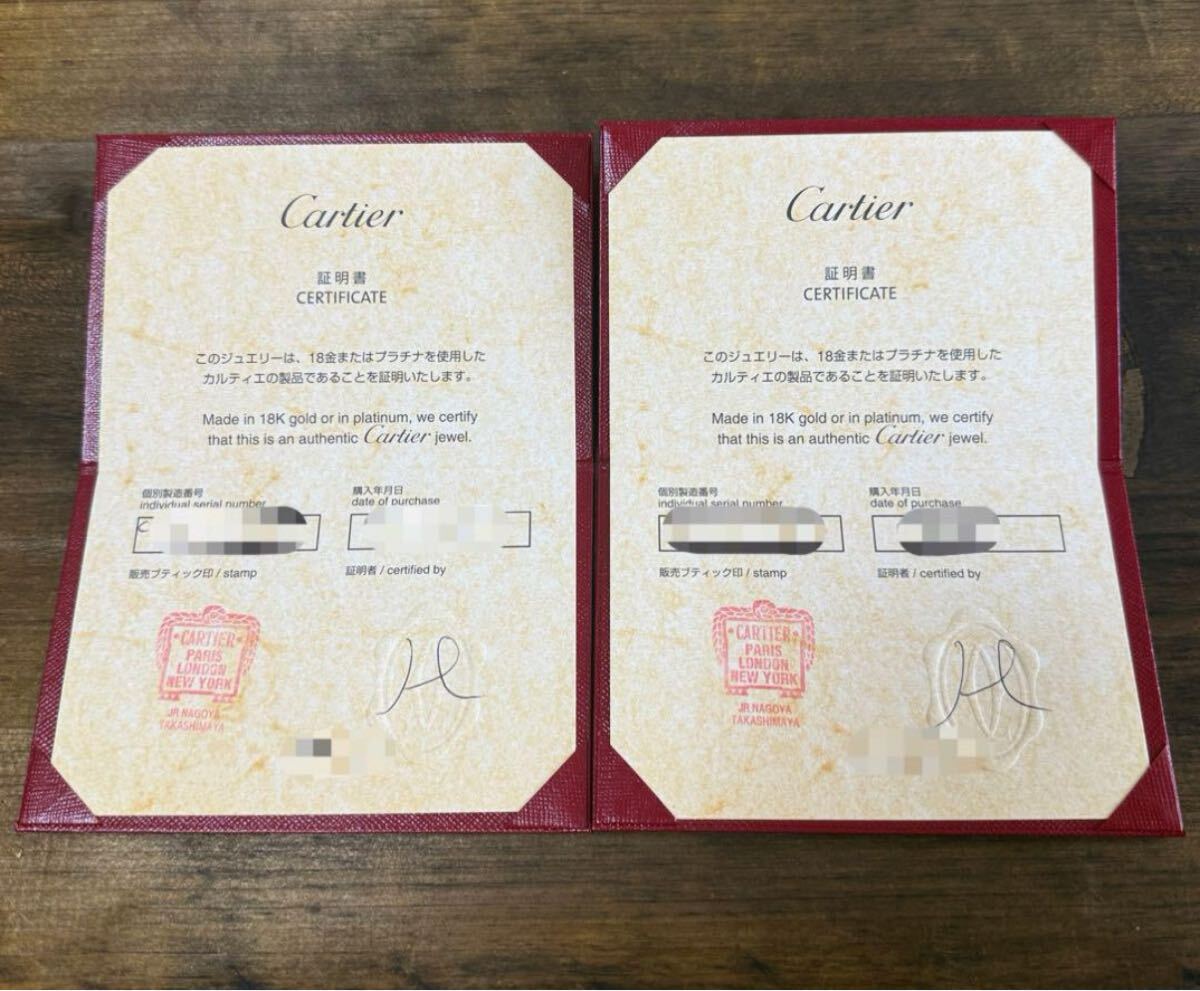 Cartier
証明書
CERTIFICATE
このジュエリーは、18金またはプラチナを使用した
カルティエの製品であることを証明いたします。
Made in 18K gold or in platinum, we certify
that this is an authentic Cartier jewel.
個別製造番号 購入年月日
individual serial number date of purchase
C
販売ブティック印 / stamp 証明者 / certified by
CARTIER
PARIS
LONDON
NEW YORK
JR NAGOYA
TAKASHIMAYA
Cartier
証明書
CERTIFICATE
このジュエリーは、18金またはプラチナを使用した
カルティエの製品であることを証明いたします。
Made in 18K gold or in platinum, we certify
that this is an authentic Cartier jewel.
個別製造番号 購入年月日
individual serial number date of purchase
販売ブティック印 / stamp 証明者 / certified by
CARTIER
PARIS
LONDON
NEW YORK
JR NAGOYA
TAKASHIMAYA